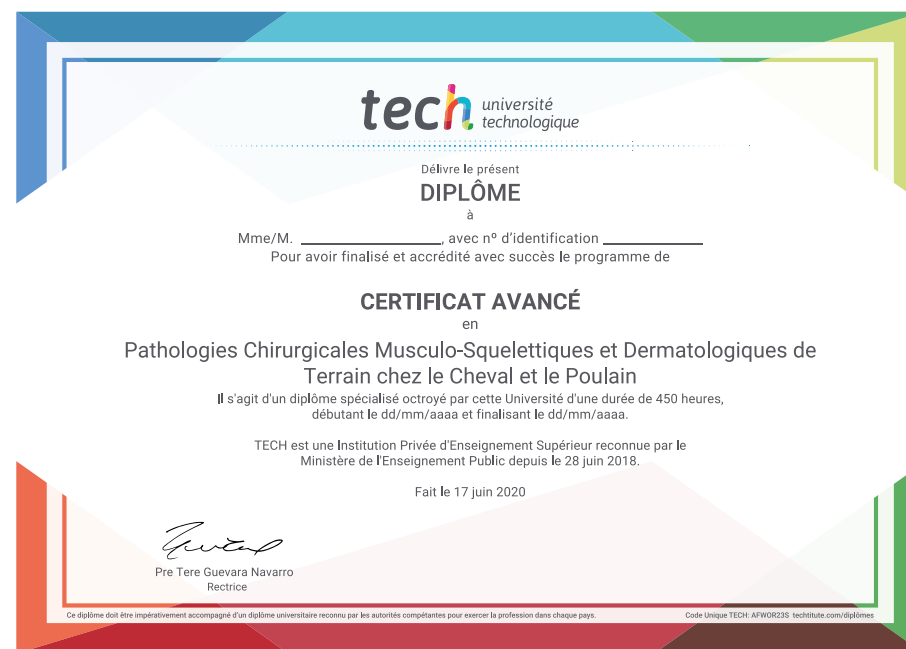 tech université
technologique
Délivre le présent
DIPLÔME
à
Mme/M. ____________________, avec nº d'identification ______________
Pour avoir finalisé et accrédité avec succès le programme de
CERTIFICAT AVANCÉ
en
Pathologies Chirurgicales Musculo-Squelettiques et Dermatologiques de
Terrain chez le Cheval et le Poulain
Il s'agit d'un diplôme spécialisé octroyé par cette Université d'une durée de 450 heures,
débutant le dd/mm/aaaa et finalisant le dd/mm/aaaa.
TECH est une Institution Privée d'Enseignement Supérieur reconnue par le
Ministère de l'Enseignement Public depuis le 28 juin 2018.
Fait le 17 juin 2020
Pre Tere Guevara Navarro
Rectrice
Ce diplôme doit être impérativement accompagné d'un diplôme universitaire reconnu par les autorités compétentes pour exercer la profession dans chaque pays.
Code Unique TECH: AFWOR23S techtitute.com/diplômes